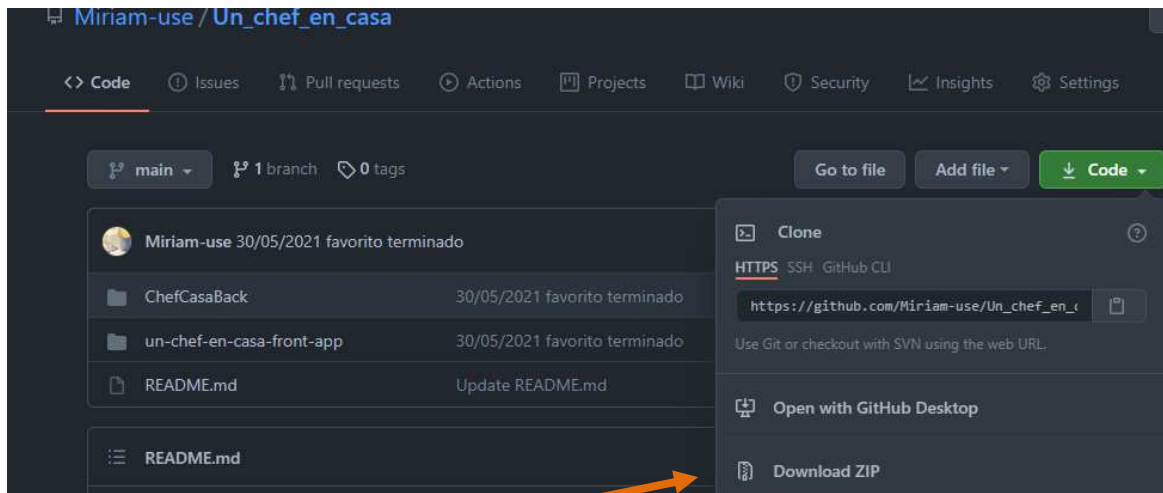 Miriam-use / Un_chef_en_casa
<> Code Issues Pull requests Actions Projects Wiki Security Insights Settings
main 1 branch 0 tags Go to file Add file Code
Miriam-use 30/05/2021 favorito terminado
ChefCasaBack 30/05/2021 favorito terminado
un-chef-en-casa-front-app 30/05/2021 favorito terminado
README.md Update README.md
README.md
Clone
HTTPS SSH GitHub CLI
https://github.com/Miriam-use/Un_chef_en_
Use Git or checkout with SVN using the web URL.
Open with GitHub Desktop
Download ZIP